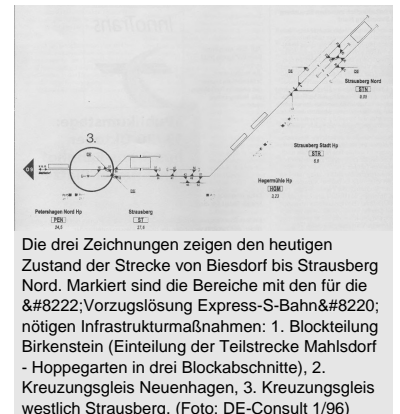 3.
Strausberg Nord
STN
Strausberg Stadt Hp
STR
Hegermühle Hp
HGM
Petershagen Nord Hp
PEN
Strausberg
ST
Die drei Zeichnungen zeigen den heutigen
Zustand der Strecke von Biesdorf bis Strausberg
Nord. Markiert sind die Bereiche mit den für die
&#8222;Vorzugslösung Express-S-Bahn&#8220;
nötigen Infrastrukturmaßnahmen: 1. Blockteilung
Birkenstein (Einteilung der Teilstrecke Mahlsdorf
- Hoppegarten in drei Blockabschnitte), 2.
Kreuzungsgleis Neuenhagen, 3. Kreuzungsgleis
westlich Strausberg. (Foto: DE-Consult 1/96)